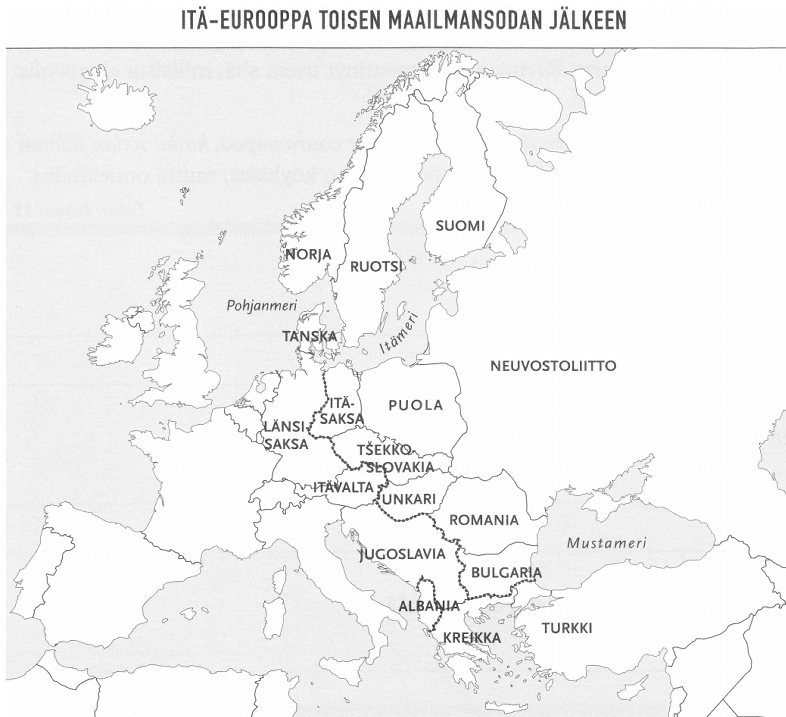 ITÄ-EUROOPPA TOISEN MAAILMANSODAN JÄLKEEN
SUOMI
NORJA
RUOTSI
Pohjanmeri
TANSKA
Itämeri
NEUVOSTOLIITTO
ITÄ-
SAKSA
PUOLA
LÄNSI-
SAKSA
TŠEKKO-
SLOVAKIA
ITÄVALTA
UNKARI
ROMANIA
Mustameri
JUGOSLAVIA
BULGARIA
ALBANIA
KREIKKA
TURKKI